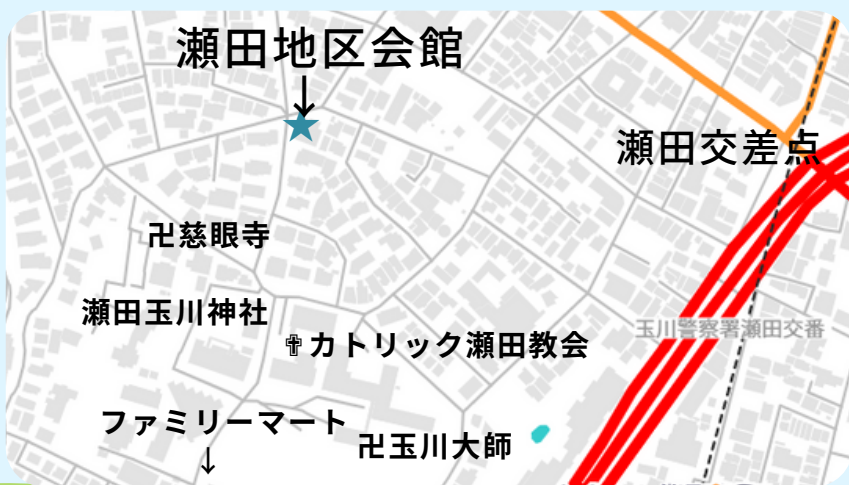 瀬田地区会館
↓
瀬田交差点
卍慈眼寺
瀬田玉川神社
玉川警察署瀬田交番
✟カトリック瀬田教会
ファミリーマート
↓
卍玉川大師